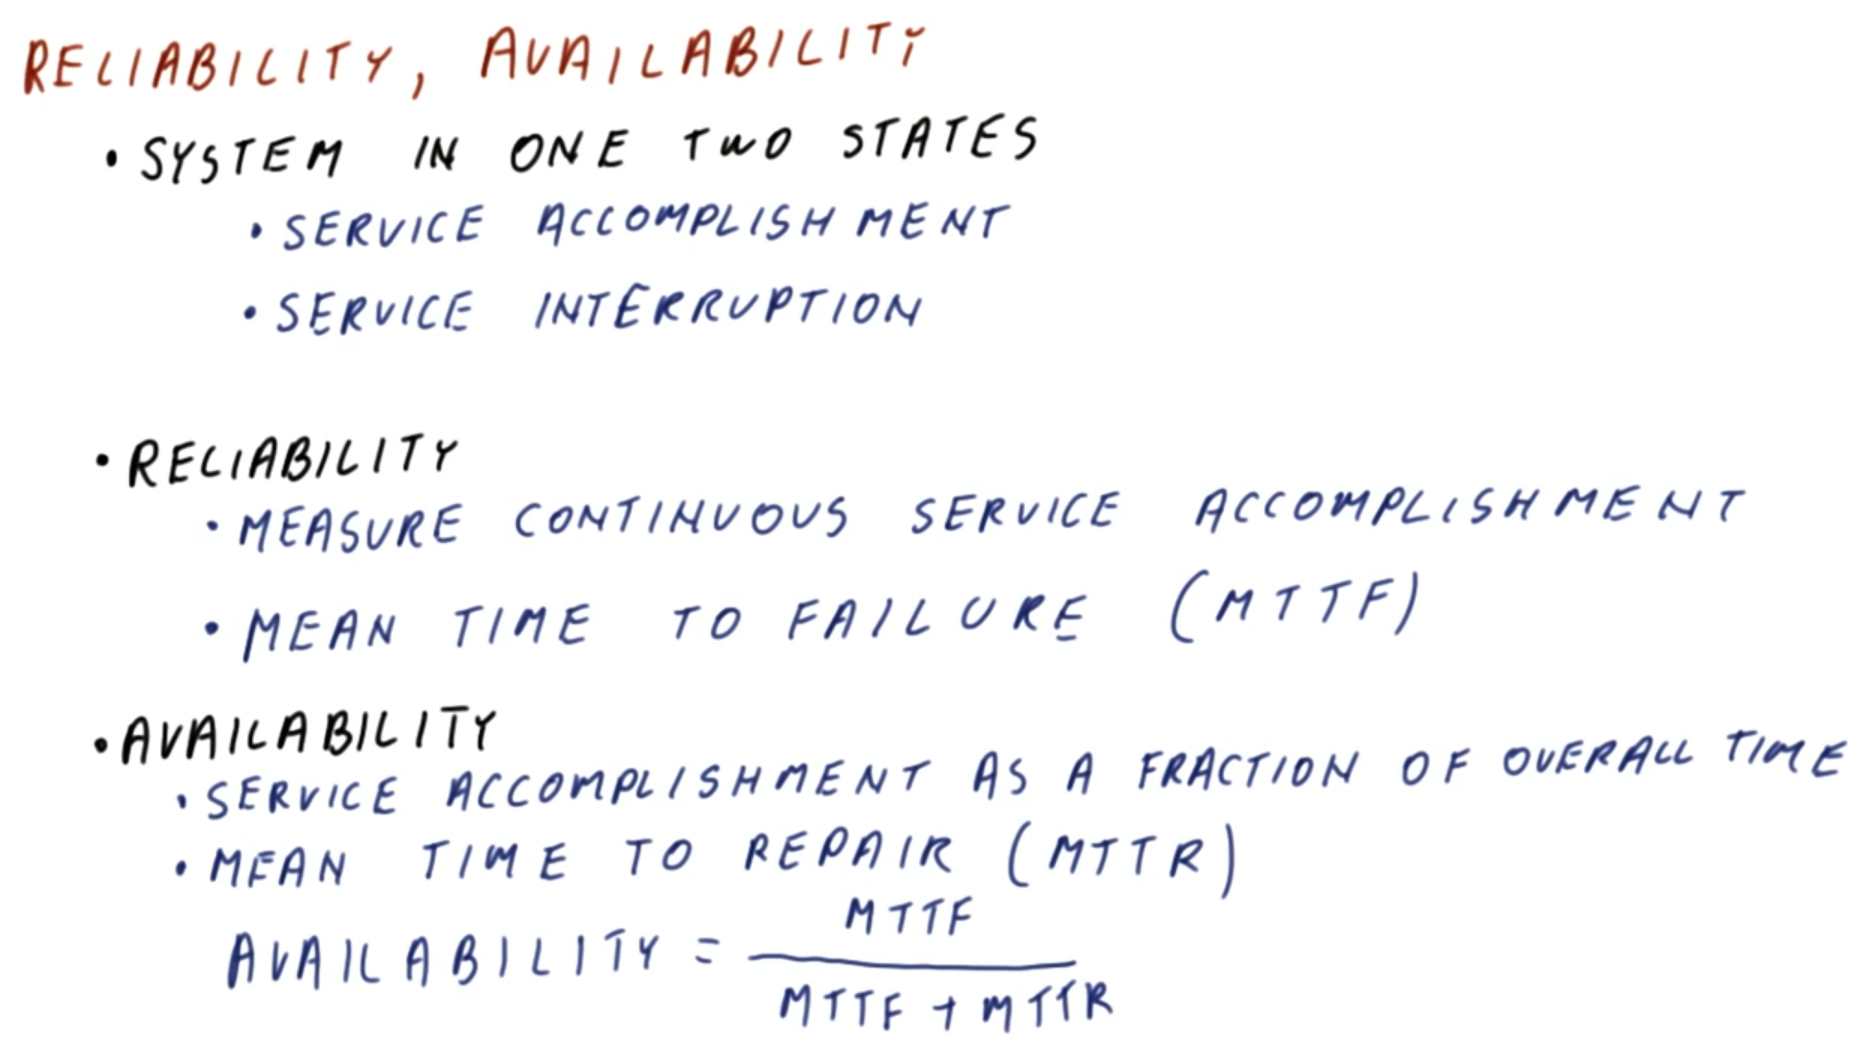 RELIABILITY, AVAILABILITY
• SYSTEM IN ONE TWO STATES
• SERVICE ACCOMPLISHMENT
• SERVICE INTERRUPTION
• RELIABILITY
• MEASURE CONTINUOUS SERVICE ACCOMPLISHMENT
• MEAN TIME TO FAILURE (MTTF)
• AVAILABILITY
• SERVICE ACCOMPLISHMENT AS A FRACTION OF OVERALL TIME
• MEAN TIME TO REPAIR (MTTR)
MTTF
AVAILABILITY =
MTTF + MTTR